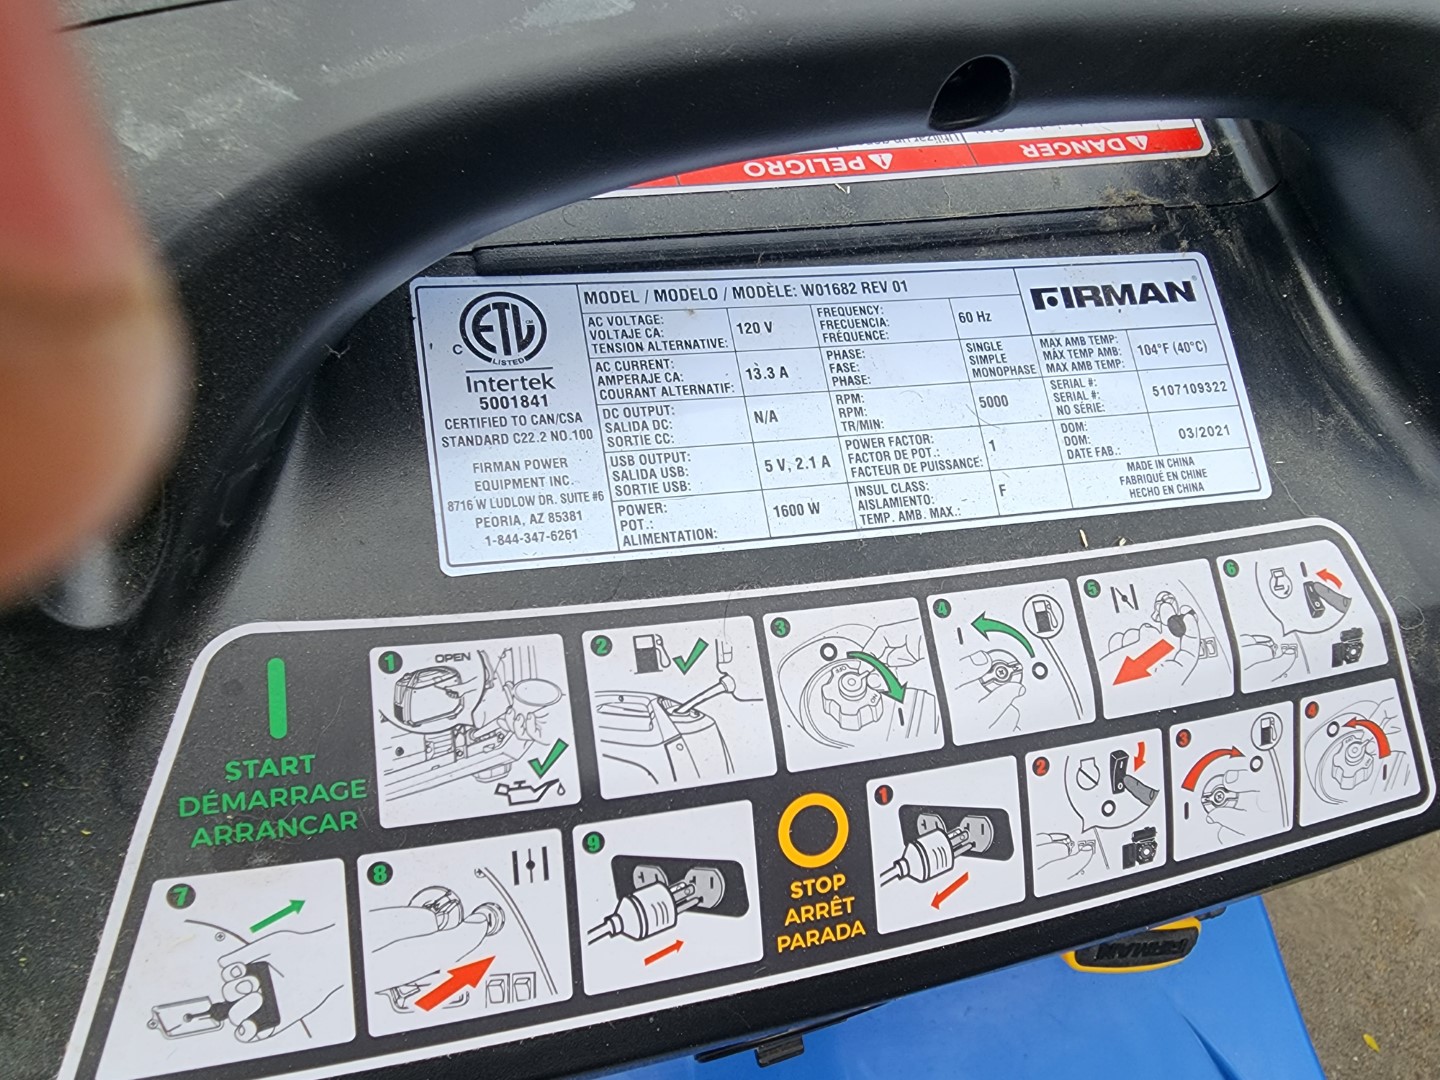 DANGER
PELIGRO
ETL
LISTED
C
Intertek
5001841
CERTIFIED TO CAN/CSA
STANDARD C22.2 NO.100
FIRMAN POWER
EQUIPMENT INC.
8716 W LUDLOW DR. SUITE #6
PEORIA, AZ 85381
1-844-347-6261
MODEL / MODELO / MODÈLE: W01682 REV 01
AC VOLTAGE:
VOLTAJE CA:
TENSION ALTERNATIVE:
120 V
FREQUENCY:
FRECUENCIA:
FRÉQUENCE:
60 Hz
AC CURRENT:
AMPERAJE CA:
COURANT ALTERNATIF:
13.3 A
PHASE:
FASE:
PHASE:
SINGLE
SIMPLE
MONOPHASE
DC OUTPUT:
SALIDA DC:
SORTIE CC:
N/A
RPM:
RPM:
TR/MIN:
5000
USB OUTPUT:
SALIDA USB:
SORTIE USB:
5 V, 2.1 A
POWER FACTOR:
FACTOR DE POT.:
FACTEUR DE PUISSANCE:
1
POWER:
POT.:
ALIMENTATION:
1600 W
INSUL CLASS:
AISLAMIENTO:
TEMP. AMB. MAX.:
F
FIRMAN
MAX AMB TEMP:
MÁX TEMP AMB:
MAX AMB TEMP:
104°F (40°C)
SERIAL #:
SERIAL #:
NO SÉRIE:
5107109322
DOM:
DOM:
DATE FAB.:
03/2021
MADE IN CHINA
FABRIQUÉ EN CHINE
HECHO EN CHINA
START
DÉMARRAGE
ARRANCAR
1
OPEN
2
3
4
5
6
7
8
9
STOP
ARRÊT
PARADA
1
2
3
4
FIRMAN